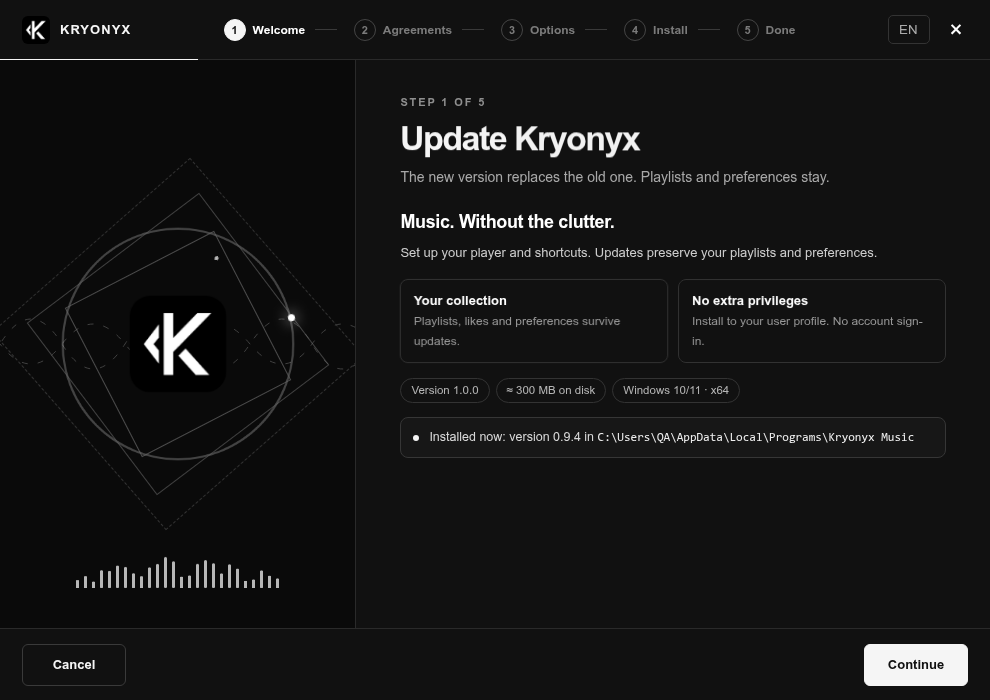 KRYONYX
1 Welcome
2 Agreements
3 Options
4 Install
5 Done
EN
STEP 1 OF 5
Update Kryonyx
The new version replaces the old one. Playlists and preferences stay.
Music. Without the clutter.
Set up your player and shortcuts. Updates preserve your playlists and preferences.
Your collection
Playlists, likes and preferences survive
updates.
No extra privileges
Install to your user profile. No account sign-
in.
Version 1.0.0
≈ 300 MB on disk
Windows 10/11 · x64
Installed now: version 0.9.4 in C:\Users\QA\AppData\Local\Programs\Kryonyx Music
Cancel
Continue